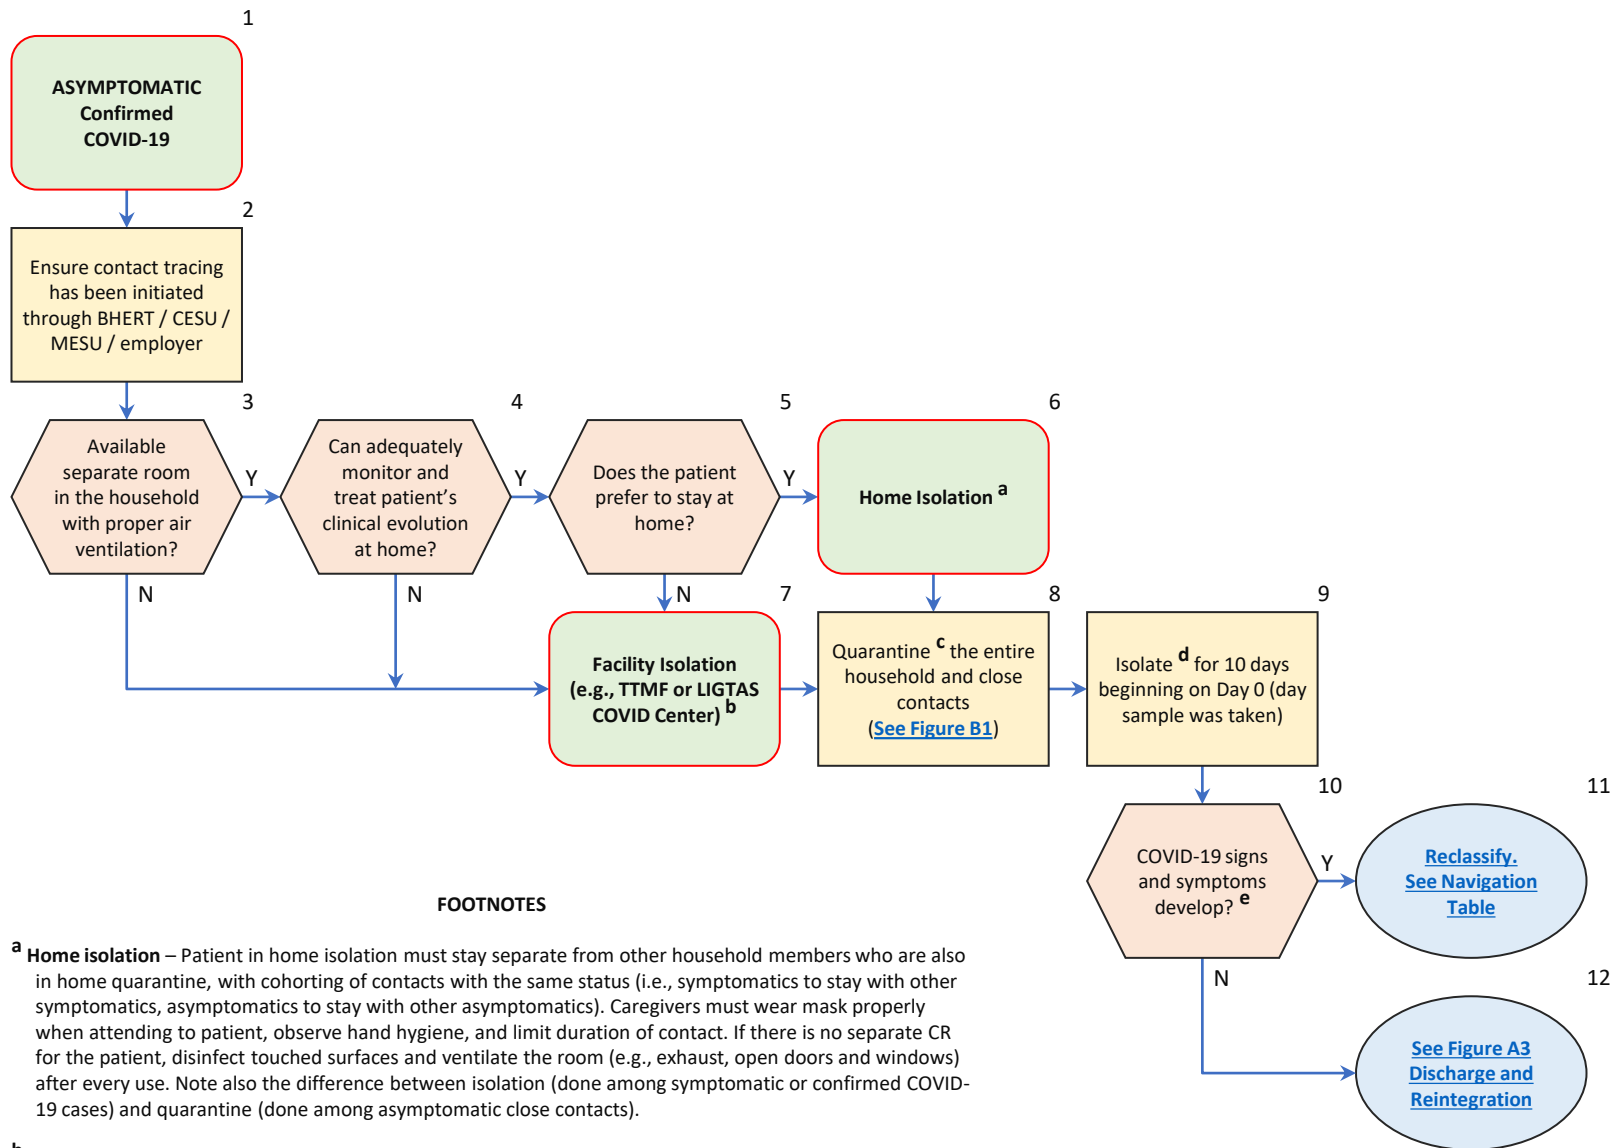 1
ASYMPTOMATIC
Confirmed
COVID-19
2
Ensure contact tracing
has been initiated
through BHERT / CESU /
MESU / employer
3
Available
separate room
in the household
with proper air
ventilation?
Y
N
4
Can adequately
monitor and
treat patient’s
clinical evolution
at home?
Y
N
5
Does the patient
prefer to stay at
home?
Y
N
6
Home Isolation a
7
Facility Isolation
(e.g., TTMF or LIGTAS
COVID Center) b
8
Quarantine c the entire
household and close
contacts
(See Figure B1)
9
Isolate d for 10 days
beginning on Day 0 (day
sample was taken)
10
COVID-19 signs
and symptoms
develop? e
Y
N
11
Reclassify.
See Navigation
Table
12
See Figure A3
Discharge and
Reintegration
FOOTNOTES
a Home isolation – Patient in home isolation must stay separate from other household members who are also
in home quarantine, with cohorting of contacts with the same status (i.e., symptomatics to stay with other
symptomatics, asymptomatics to stay with other asymptomatics). Caregivers must wear mask properly
when attending to patient, observe hand hygiene, and limit duration of contact. If there is no separate CR
for the patient, disinfect touched surfaces and ventilate the room (e.g., exhaust, open doors and windows)
after every use. Note also the difference between isolation (done among symptomatic or confirmed COVID-
19 cases) and quarantine (done among asymptomatic close contacts).